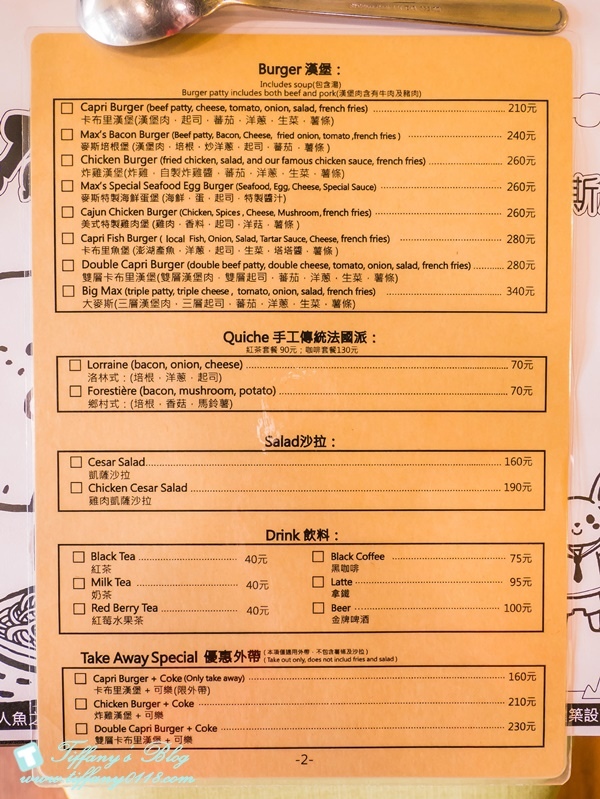 Burger 漢堡：
Includes soup(包含湯)
Burger patty includes both beef and pork(漢堡肉含有牛肉及豬肉)
Capri Burger (beef patty, cheese, tomato, onion, salad, french fries) 210元
卡布里漢堡(漢堡肉．起司．蕃茄．洋蔥．生菜．薯條)
Max's Bacon Burger (Beef patty, Bacon, Cheese, fried onion, tomato ,french fries ) 240元
麥斯培根堡 (漢堡肉．培根．炒洋蔥．起司．蕃茄．薯條)
Chicken Burger (fried chicken, salad, and our famous chicken sauce, french fries) 260元
炸雞漢堡(炸雞．自製炸雞醬．蕃茄．洋蔥．生菜．薯條)
Max's Special Seafood Egg Burger (Seafood, Egg, Cheese, Special Sauce) 260元
麥斯特製海鮮蛋堡 (海鮮．蛋．起司．特製醬汁)
Cajun Chicken Burger (Chicken, Spices , Cheese, Mushroom, french fries) 260元
美式特製雞肉堡 (雞肉．香料．起司．洋菇．薯條)
Capri Fish Burger ( local Fish, Onion, Salad, Tartar Sauce, Cheese, french fries) 280元
卡布里魚堡 (澎湖產魚．洋蔥．起司．生菜．塔塔醬．薯條)
Double Capri Burger (double beef patty, double cheese, tomato, onion, salad, french fries) 280元
雙層卡布里漢堡(雙層漢堡肉．雙層起司．蕃茄．洋蔥．生菜．薯條)
Big Max (triple patty, triple cheese , tomato, onion, salad, french fries) 340元
大麥斯(三層漢堡肉．三層起司．蕃茄．洋蔥．生菜．薯條)
Quiche 手工傳統法國派：
紅茶套餐 90元；咖啡套餐130元
Lorraine (bacon, onion, cheese) 70元
洛林式：(培根．洋蔥．起司)
Forestière (bacon, mushroom, potato) 70元
鄉村式：(培根．香菇．馬鈴薯)
Salad沙拉：
Cesar Salad 160元
凱薩沙拉
Chicken Cesar Salad 190元
雞肉凱薩沙拉
Drink 飲料：
Black Tea 40元 Black Coffee 75元
紅茶 黑咖啡
Milk Tea 40元 Latte 95元
奶茶 拿鐵
Red Berry Tea 40元 Beer 100元
紅莓水果茶 金牌啤酒
Take Away Special 優惠外帶 (本項僅適用外帶．不包含薯條及沙拉)
(Take out only, does not includ fries and salad)
Capri Burger + Coke (Only take away) 160元
卡布里漢堡 + 可樂(限外帶)
Chicken Burger + Coke 210元
炸雞漢堡 + 可樂
Double Capri Burger + Coke 230元
雙層卡布里漢堡 + 可樂
-2-
人魚之
築設
斯
Tiffany's Blog
www.tiffany0118.com